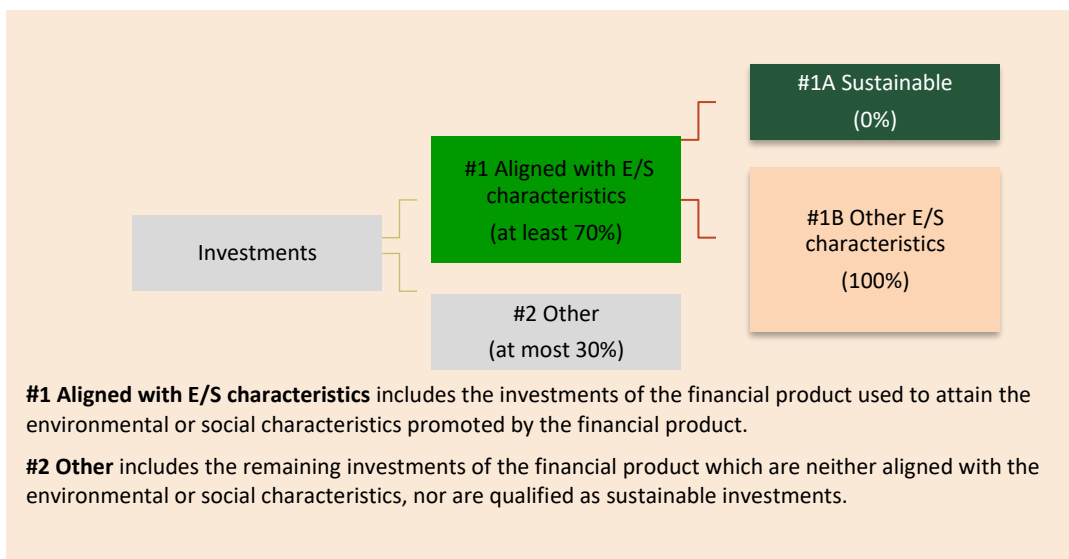 #1A Sustainable
(0%)
#1 Aligned with E/S
characteristics
(at least 70%)
#1B Other E/S
characteristics
(100%)
Investments
#2 Other
(at most 30%)
#1 Aligned with E/S characteristics includes the investments of the financial product used to attain the
environmental or social characteristics promoted by the financial product.
#2 Other includes the remaining investments of the financial product which are neither aligned with the
environmental or social characteristics, nor are qualified as sustainable investments.